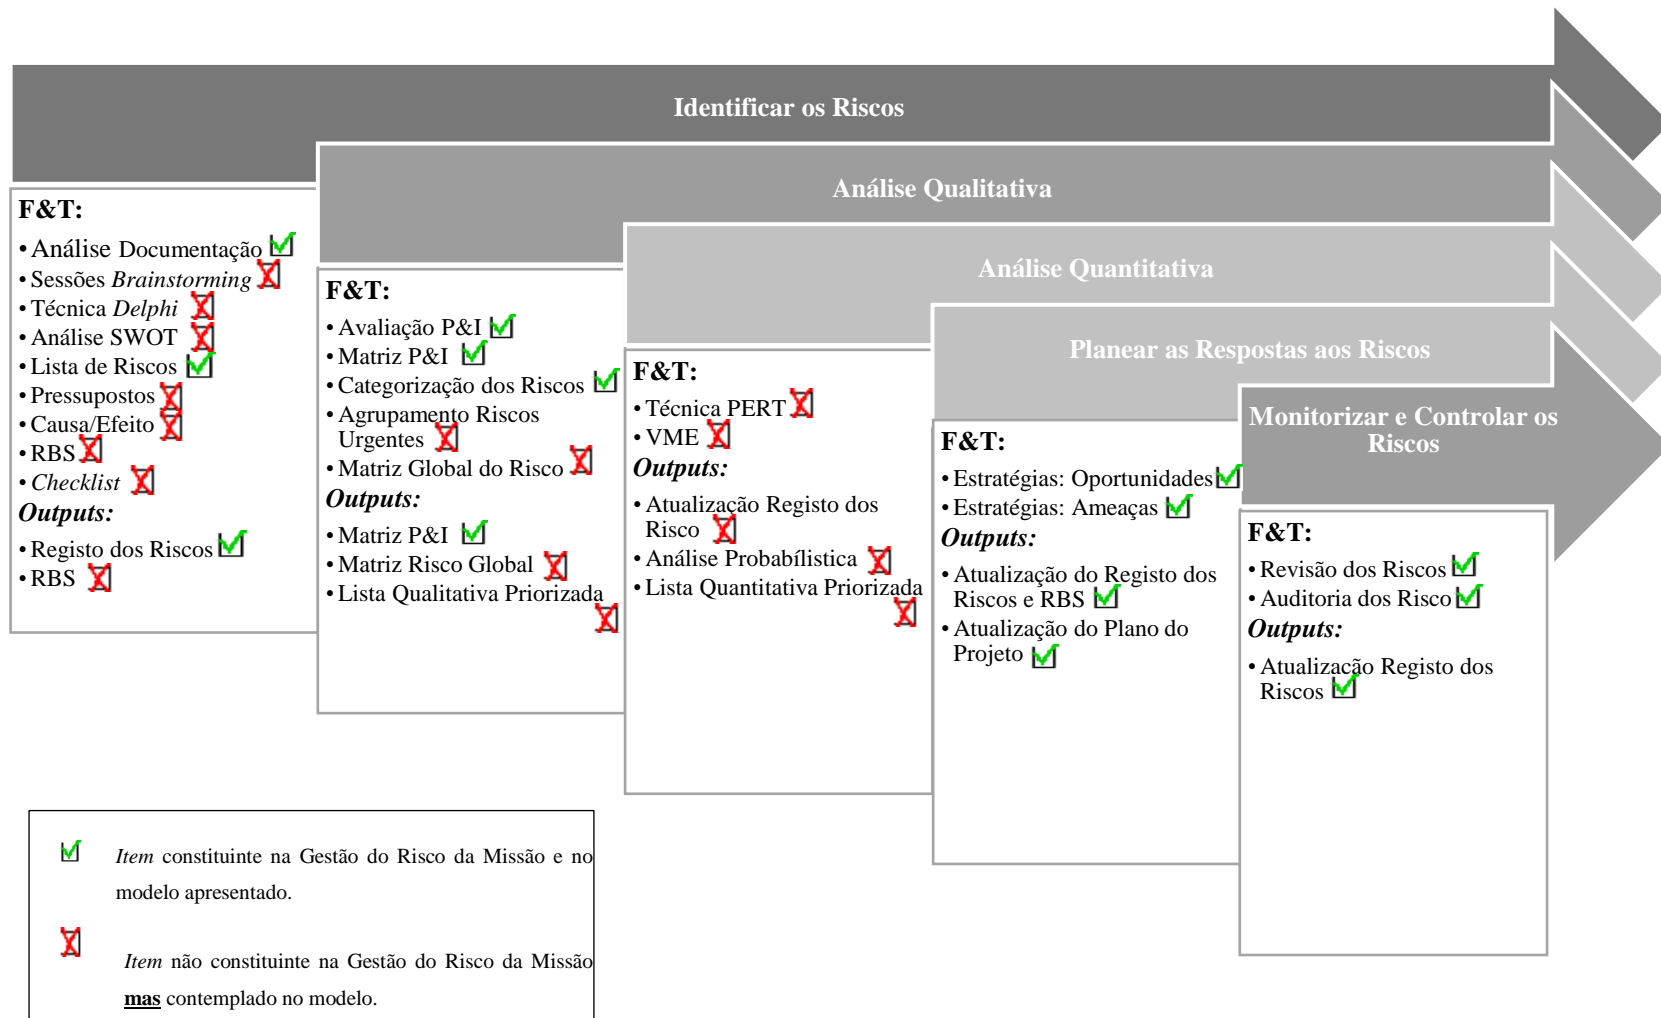 Identificar os Riscos
F&T:
• Análise Documentação
• Sessões Brainstorming
• Técnica Delphi
• Análise SWOT
• Lista de Riscos
• Pressupostos
• Causa/Efeito
• RBS
• Checklist
Outputs:
• Registo dos Riscos
• RBS
Análise Qualitativa
F&T:
• Avaliação P&I
• Matriz P&I
• Categorização dos Riscos
• Agrupamento Riscos
Urgentes
• Matriz Global do Risco
Outputs:
• Matriz P&I
• Matriz Risco Global
• Lista Qualitativa Priorizada
Análise Quantitativa
F&T:
• Técnica PERT
• VME
Outputs:
• Atualização Registo dos
Risco
• Análise Probabílistica
• Lista Quantitativa Priorizada
Planear as Respostas aos Riscos
F&T:
• Estratégias: Oportunidades
• Estratégias: Ameaças
Outputs:
• Atualização do Registo dos
Riscos e RBS
• Atualização do Plano do
Projeto
Monitorizar e Controlar os
Riscos
F&T:
• Revisão dos Riscos
• Auditoria dos Risco
Outputs:
• Atualização Registo dos
Riscos
Item constituinte na Gestão do Risco da Missão e no
modelo apresentado.
Item não constituinte na Gestão do Risco da Missão
mas contemplado no modelo.